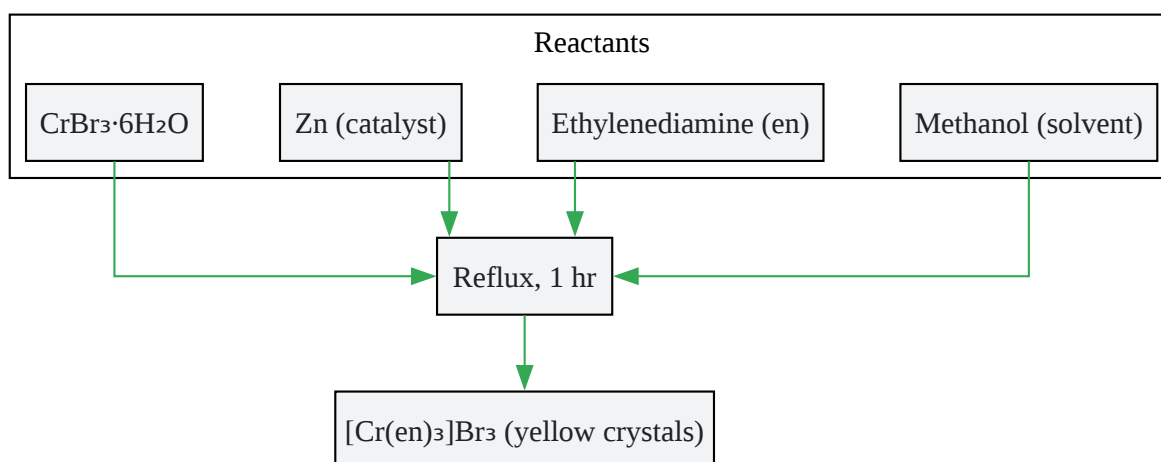 Reactants
CrBr₃·6H₂O
Zn (catalyst)
Ethylenediamine (en)
Methanol (solvent)
Reflux, 1 hr
[Cr(en)₃]Br₃ (yellow crystals)